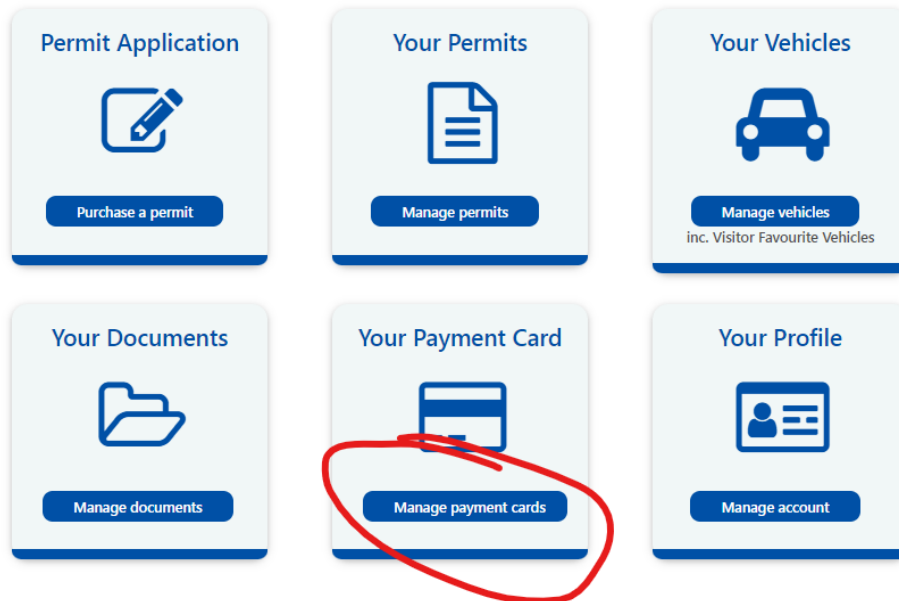 Permit Application
Your Permits
Your Vehicles
Purchase a permit
Manage permits
Manage vehicles
inc. Visitor Favourite Vehicles
Your Documents
Your Payment Card
Your Profile
Manage documents
Manage payment cards
Manage account